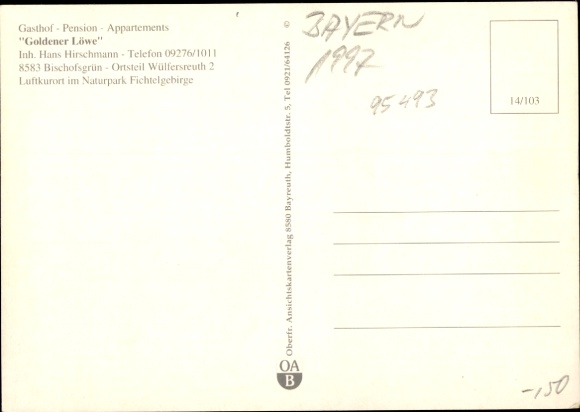 Gasthof - Pension - Appartements
"Goldener Löwe"
Inh. Hans Hirschmann - Telefon 09276/1011
8583 Bischofsgrün - Ortsteil Wülfersreuth 2
Luftkurort im Naturpark Fichtelgebirge
Oberfr. Ansichtskartenverlag 8580 Bayreuth, Humboldtstr. 5, Tel 0921/64126 ©
OA
B
BAYERN
1997
95493
14/103
-,50